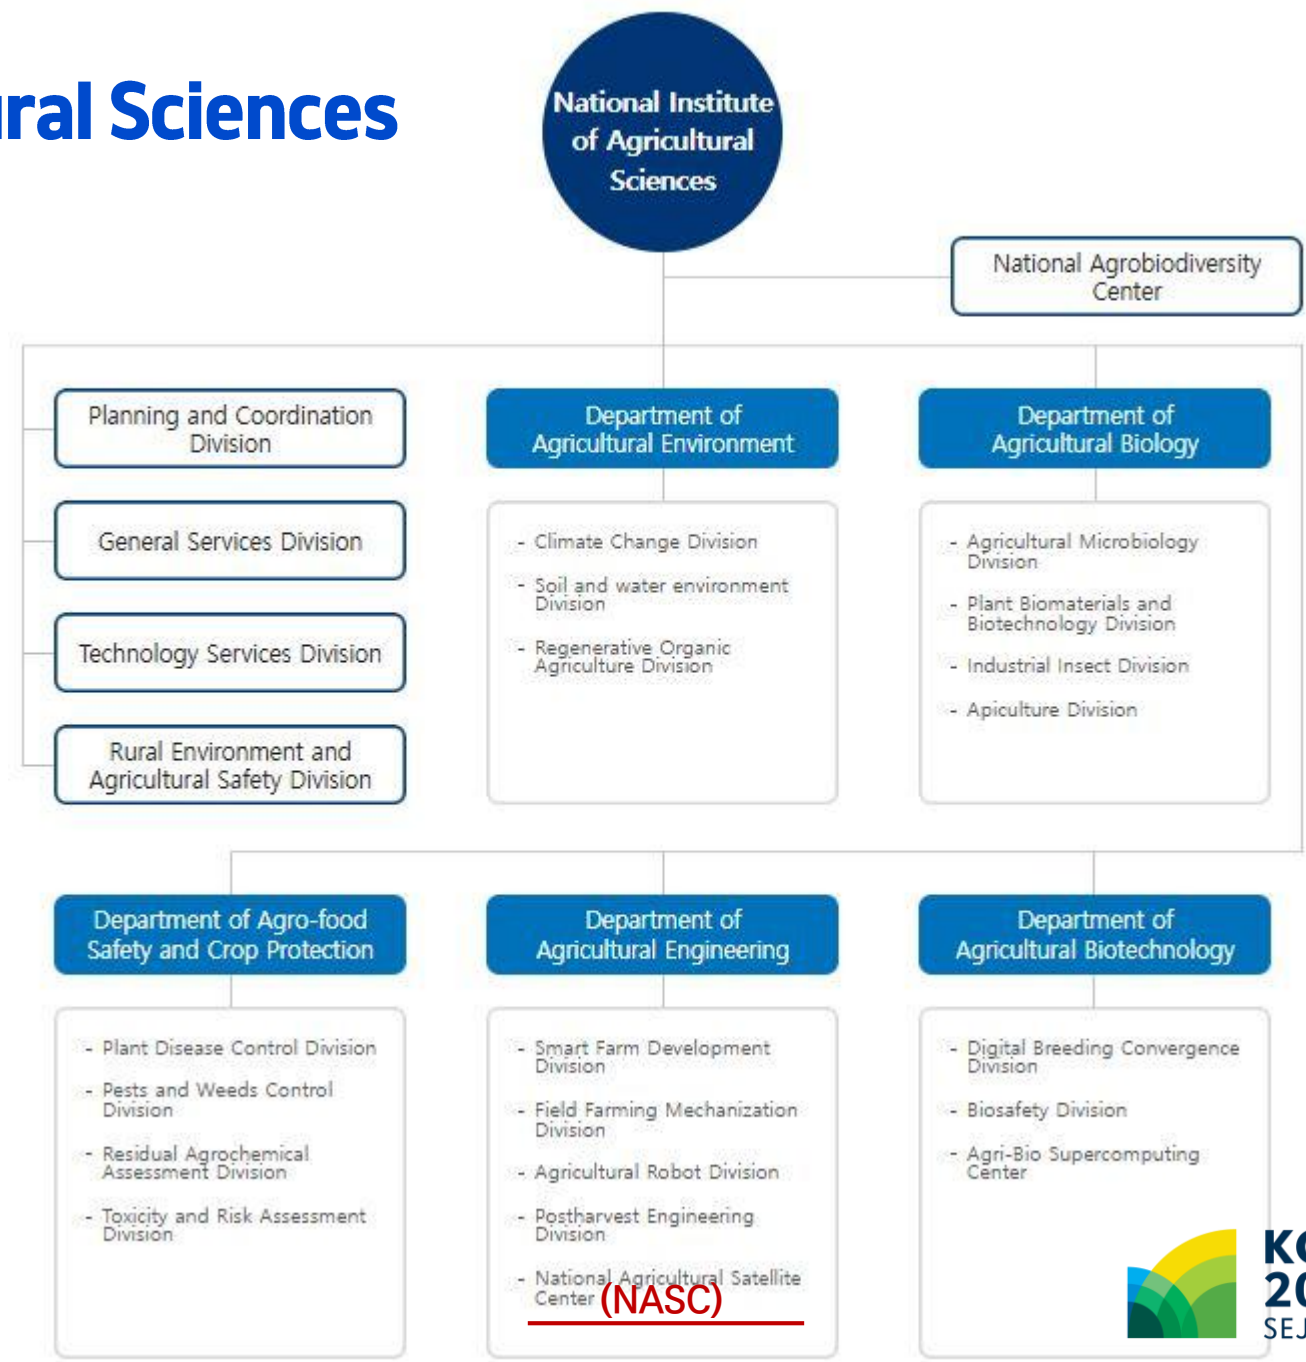 ral Sciences
National Institute
of Agricultural
Sciences
National Agrobiodiversity
Center
Planning and Coordination
Division
General Services Division
Technology Services Division
Rural Environment and
Agricultural Safety Division
Department of
Agricultural Environment
- Climate Change Division
- Soil and water environment
Division
- Regenerative Organic
Agriculture Division
Department of
Agricultural Biology
- Agricultural Microbiology
Division
- Plant Biomaterials and
Biotechnology Division
- Industrial Insect Division
- Apiculture Division
Department of Agro-food
Safety and Crop Protection
- Plant Disease Control Division
- Pests and Weeds Control
Division
- Residual Agrochemical
Assessment Division
- Toxicity and Risk Assessment
Division
Department of
Agricultural Engineering
- Smart Farm Development
Division
- Field Farming Mechanization
Division
- Agricultural Robot Division
- Postharvest Engineering
Division
- National Agricultural Satellite
Center (NASC)
Department of
Agricultural Biotechnology
- Digital Breeding Convergence
Division
- Biosafety Division
- Agri-Bio Supercomputing
Center
SEJ